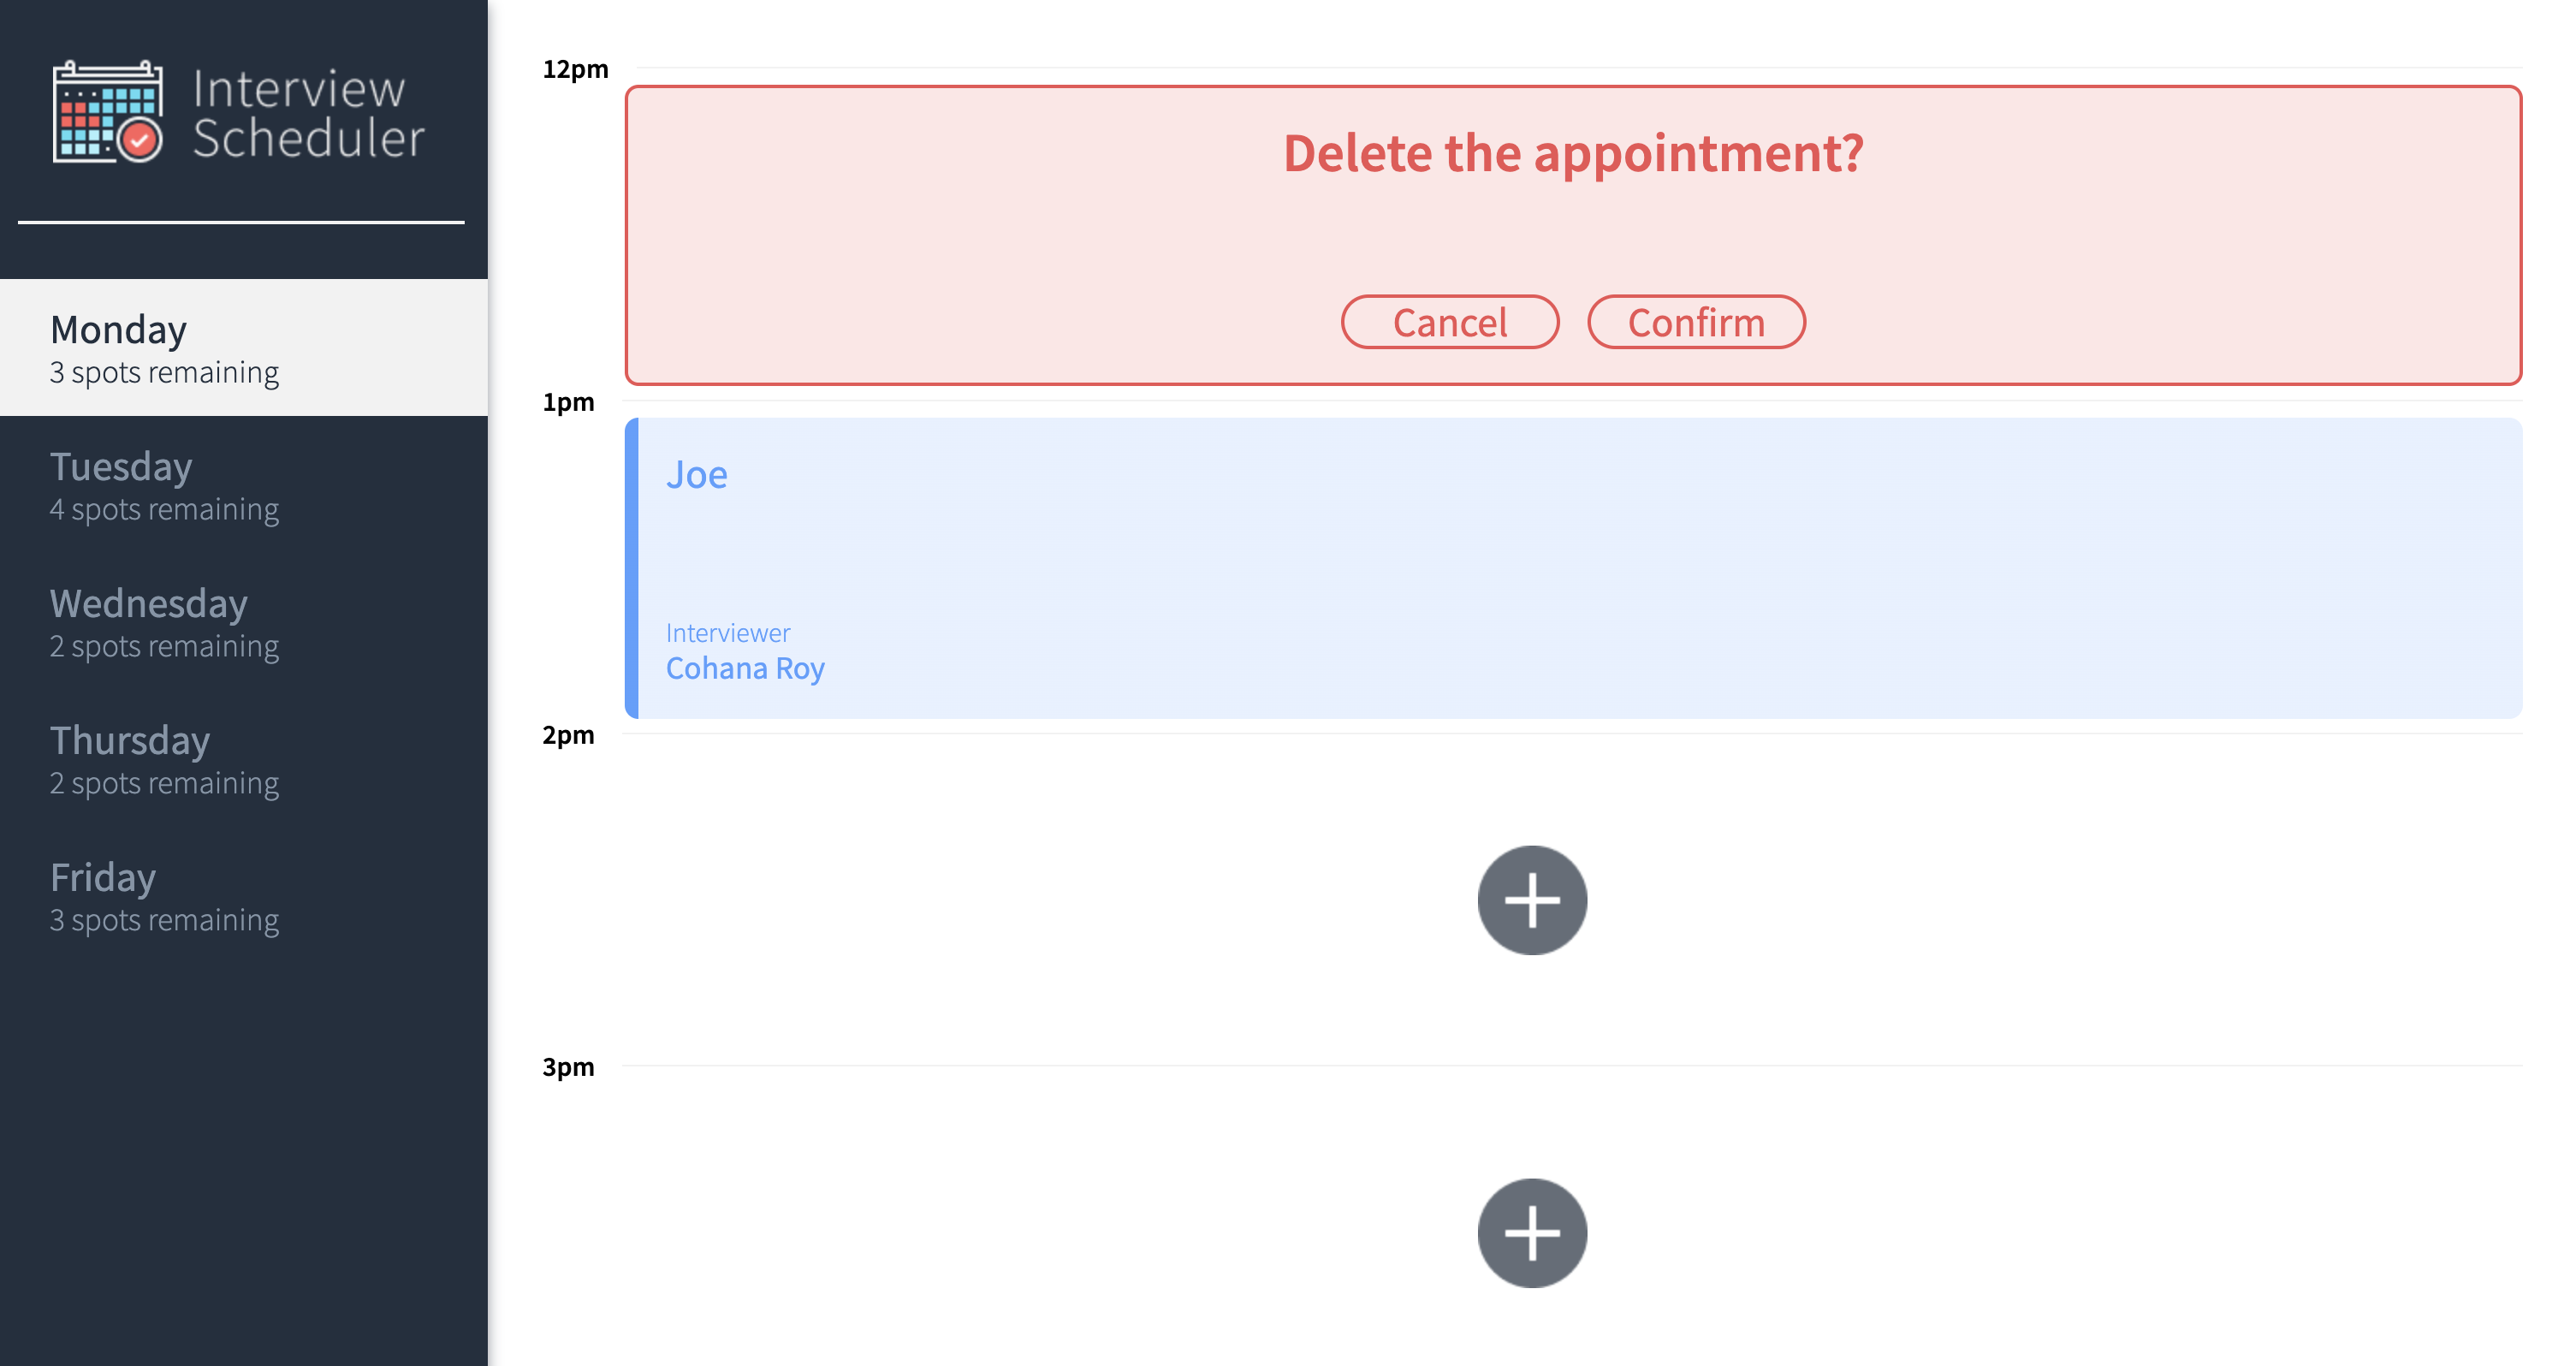 Interview
Scheduler
Monday
3 spots remaining
Tuesday
4 spots remaining
Wednesday
2 spots remaining
Thursday
2 spots remaining
Friday
3 spots remaining
12pm
Delete the appointment?
Cancel Confirm
1pm
Joe
Interviewer
Cohana Roy
2pm
3pm